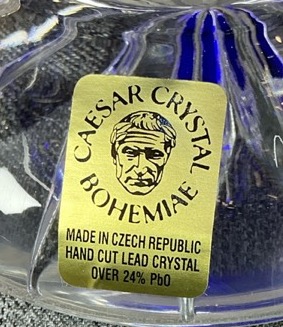 CAESAR CRYSTAL
BOHEMIAE
MADE IN CZECH REPUBLIC
HAND CUT LEAD CRYSTAL
OVER 24% PbO